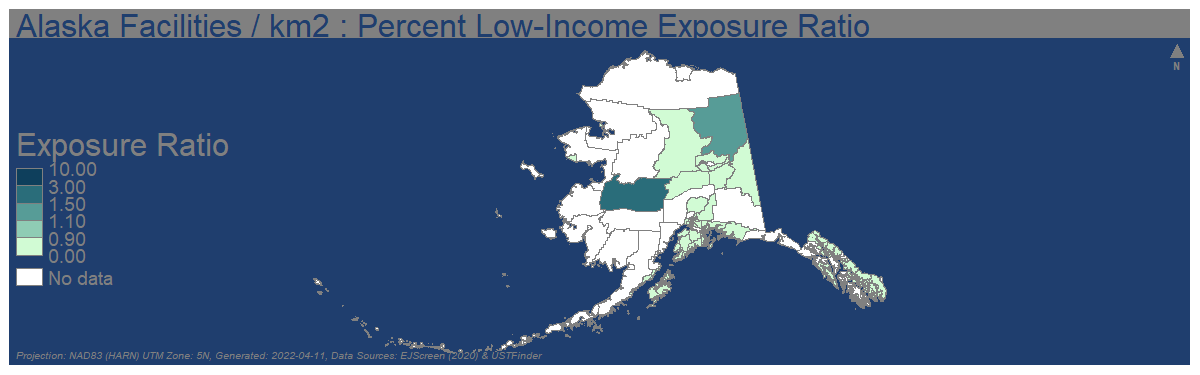 Alaska Facilities / km2 : Percent Low-Income Exposure Ratio
N
Exposure Ratio
10.00
3.00
1.50
1.10
0.90
0.00
No data
Projection: NAD83 (HARN) UTM Zone: 5N, Generated: 2022-04-11, Data Sources: EJScreen (2020) & USTFinder